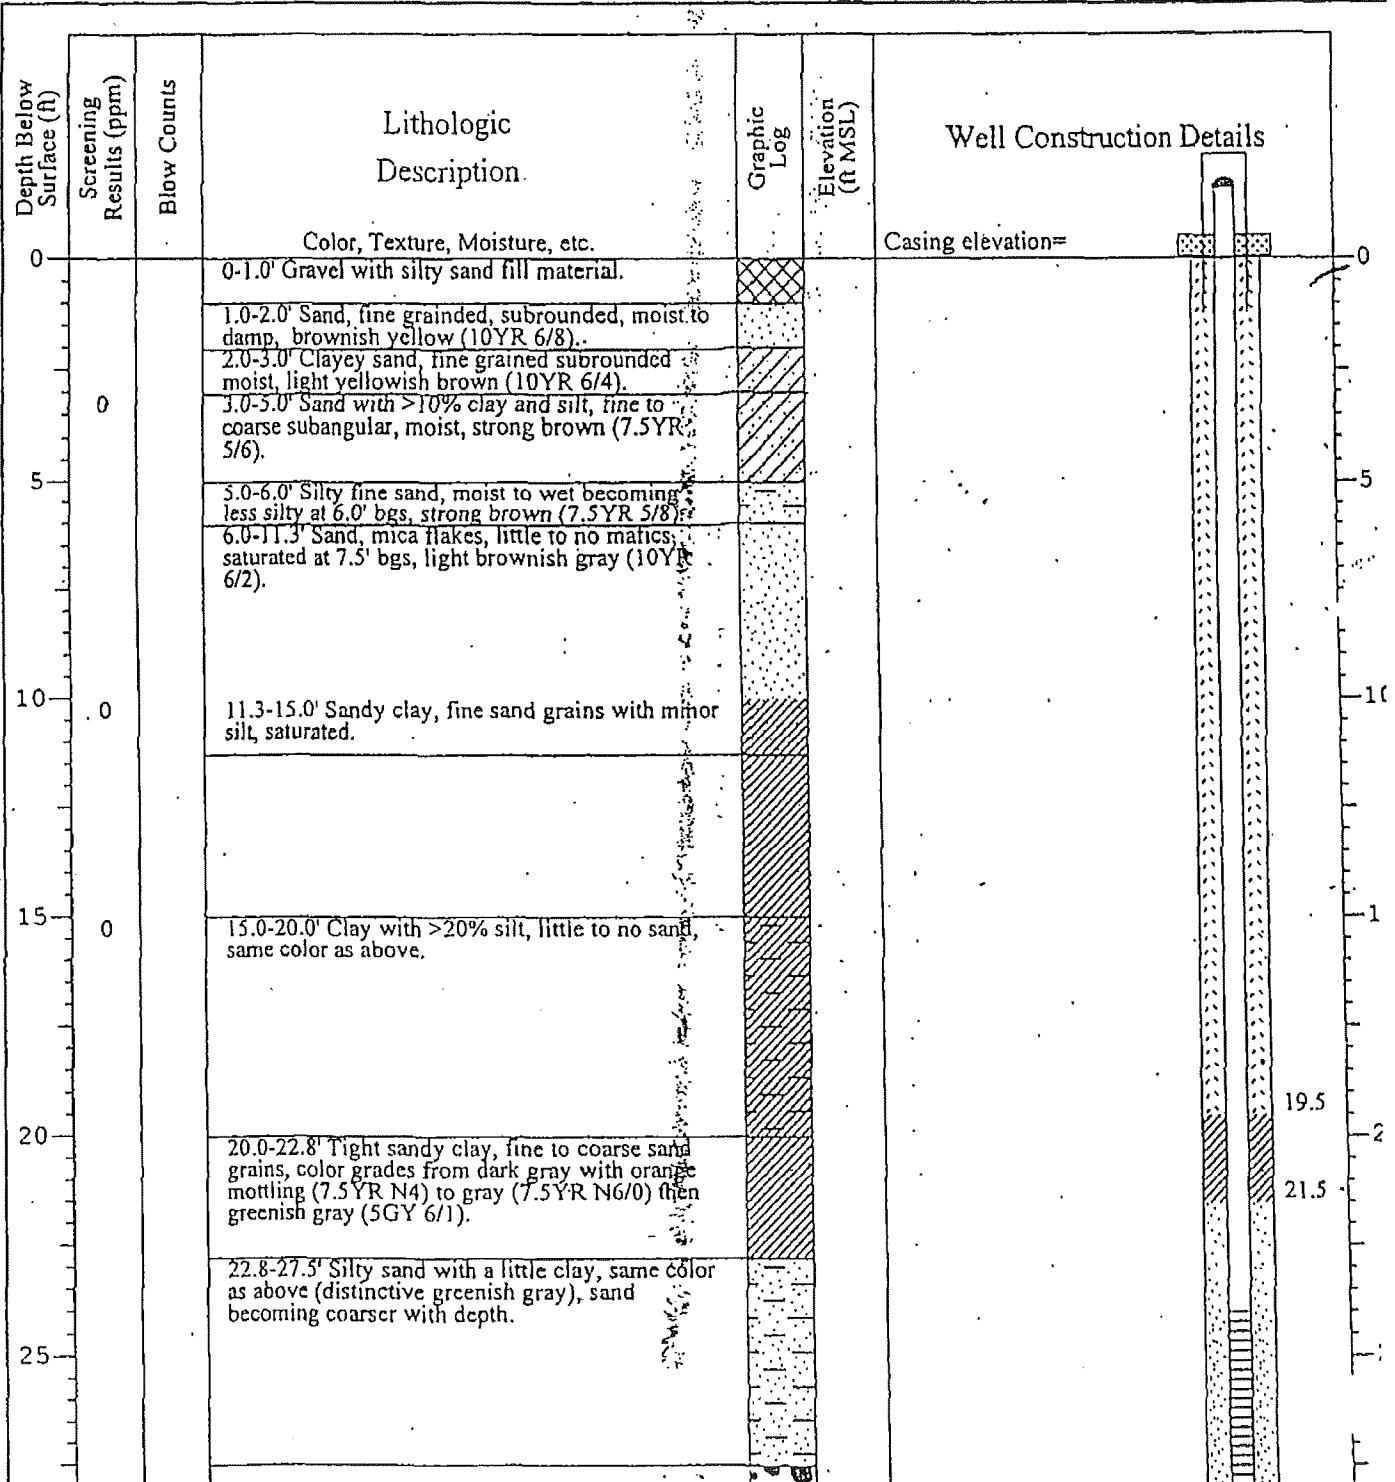 Depth Below
Surface (ft)
Screening
Results (ppm)
Blow Counts
Lithologic
Description
Color, Texture, Moisture, etc.
Graphic
Log
Elevation
(ft MSL)
Well Construction Details
Casing elevation=
0
0
0-1.0' Gravel with silty sand fill material.
1.0-2.0' Sand, fine grainded, subrounded, moist to
damp, brownish yellow (10YR 6/8).
2.0-3.0' Clayey sand, fine grained subrounded
moist, light yellowish brown (10YR 6/4).
0
3.0-5.0' Sand with >10% clay and silt, fine to
coarse subangular, moist, strong brown (7.5YR
5/6).
5
5
5.0-6.0' Silty fine sand, moist to wet becoming
less silty at 6.0' bgs, strong brown (7.5YR 5/8).
6.0-11.3' Sand, mica flakes, little to no mafics,
saturated at 7.5' bgs, light brownish gray (10YR
6/2).
10
10
0
11.3-15.0' Sandy clay, fine sand grains with minor
silt, saturated.
15
1
0
15.0-20.0' Clay with >20% silt, little to no sand,
same color as above.
19.5
20
2
20.0-22.8' Tight sandy clay, fine to coarse sand
grains, color grades from dark gray with orange
mottling (7.5YR N4) to gray (7.5YR N6/0) then
greenish gray (5GY 6/1).
21.5
22.8-27.5' Silty sand with a little clay, same color
as above (distinctive greenish gray), sand
becoming coarser with depth.
25